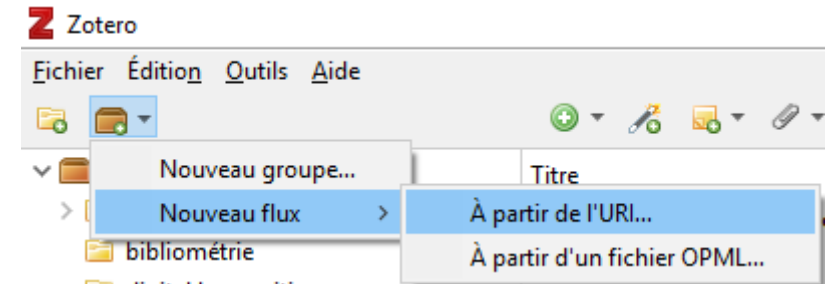 Z Zotero
Fichier Édition Outils Aide
Nouveau groupe...
Titre
Nouveau flux > À partir de l'URI...
bibliométrie
À partir d'un fichier OPML...